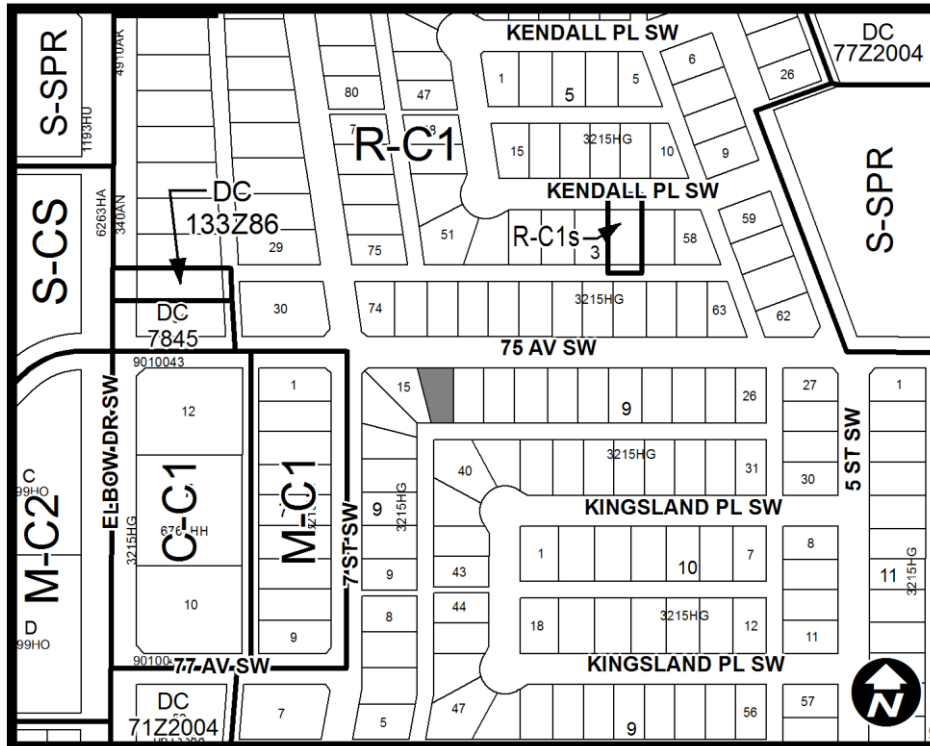 KENDALL PL SW
DC
77Z2004
S-SPR
4910AK
1193HU
80
47
1
5
5
6
26
R-C1
15
3215HG
10
9
S-SPR
KENDALL PL SW
S-CS
6263HA
340AN
DC
133Z86
29
75
51
R-C1s
3
58
59
DC
7845
30
74
3215HG
63
62
75 AV SW
9010043
ELBOW DR SW
12
1
15
9
26
27
1
5 ST SW
C-C1
M-C1
M-C2
C
99HO
3215HG
9
3215HG
7 ST SW
40
3215HG
31
30
KINGSLAND PL SW
1
7
10
8
11
3215HG
9
43
D
99HO
10
9
8
44
18
3215HG
12
11
77 AV SW
KINGSLAND PL SW
DC
71Z2004
7
5
47
9
56
57
N